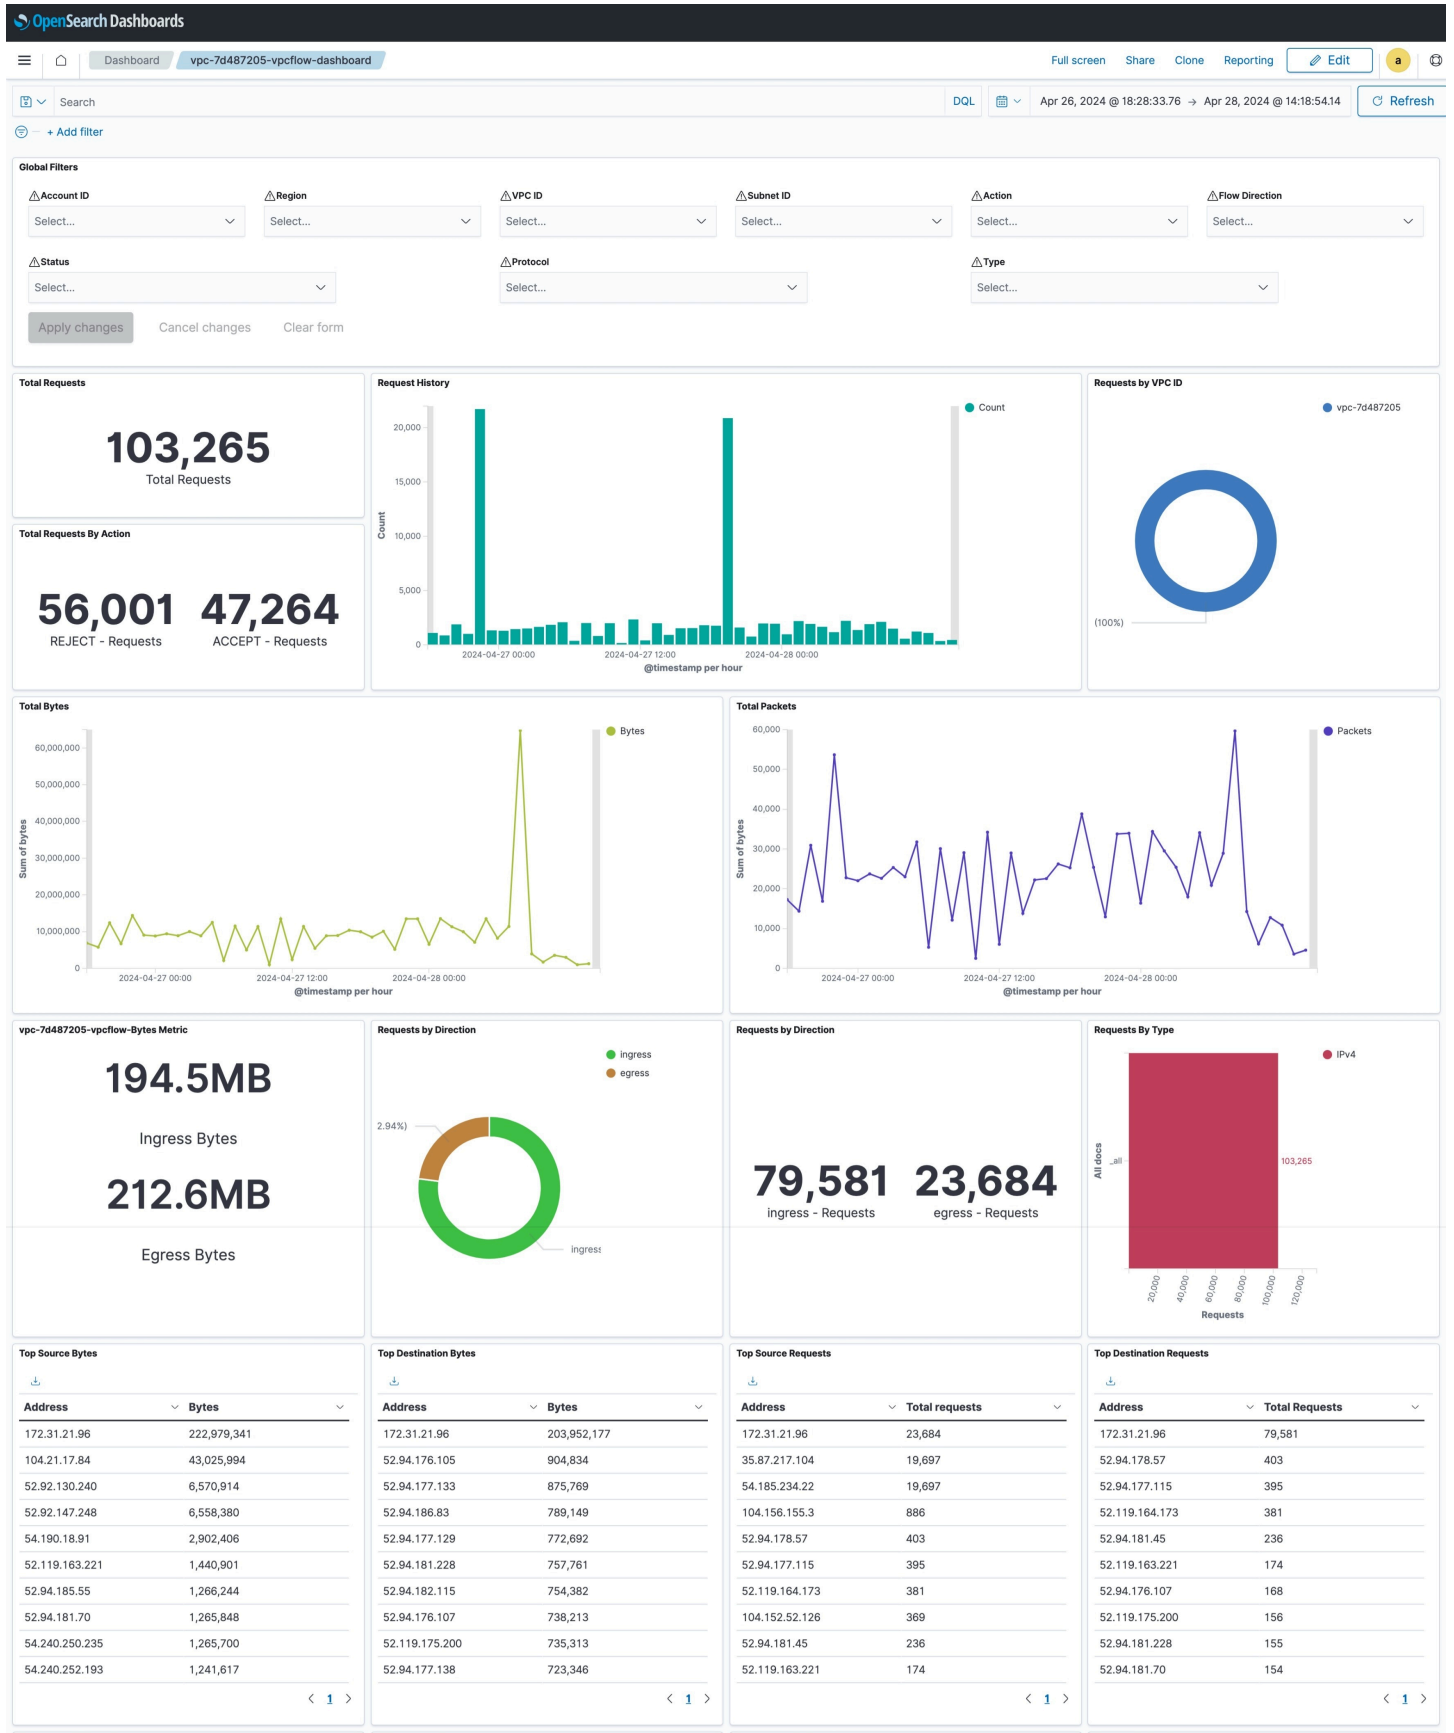 OpenSearch Dashboards
Dashboard vpc-7d487205-vpcflow-dashboard Full screen Share Clone Reporting Edit a
Search DQL Apr 26, 2024 @ 18:28:33.76 → Apr 28, 2024 @ 14:18:54.14 Refresh
+ Add filter
Global Filters
Account ID Region VPC ID Subnet ID Action Flow Direction
Select... Select... Select... Select... Select... Select...
Status Protocol Type
Select... Select... Select...
Apply changes Cancel changes Clear form
Total Requests
103,265
Total Requests
Total Requests By Action
56,001 47,264
REJECT - Requests ACCEPT - Requests
Request History
Count
20,000
15,000
10,000
5,000
0
Count
2024-04-27 00:00 2024-04-27 12:00 2024-04-28 00:00
@timestamp per hour
Requests by VPC ID
vpc-7d487205
(100%)
Total Bytes
Bytes
60,000,000
50,000,000
40,000,000
30,000,000
20,000,000
10,000,000
0
Sum of bytes
2024-04-27 00:00 2024-04-27 12:00 2024-04-28 00:00
@timestamp per hour
Total Packets
Packets
60,000
50,000
40,000
30,000
20,000
10,000
0
Sum of bytes
2024-04-27 00:00 2024-04-27 12:00 2024-04-28 00:00
@timestamp per hour
vpc-7d487205-vpcflow-Bytes Metric
194.5MB
Ingress Bytes
212.6MB
Egress Bytes
Requests by Direction
ingress
egress
2.94%)
ingress
Requests by Direction
79,581 23,684
ingress - Requests egress - Requests
Requests By Type
IPv4
All docs
_all
103,265
20,000 40,000 60,000 80,000 100,000 120,000
Requests
Top Source Bytes
Address Bytes
172.31.21.96 222,979,341
104.21.17.84 43,025,994
52.92.130.240 6,570,914
52.92.147.248 6,558,380
54.190.18.91 2,902,406
52.119.163.221 1,440,901
52.94.185.55 1,266,244
52.94.181.70 1,265,848
54.240.250.235 1,265,700
54.240.252.193 1,241,617
1
Top Destination Bytes
Address Bytes
172.31.21.96 203,952,177
52.94.176.105 904,834
52.94.177.133 875,769
52.94.186.83 789,149
52.94.177.129 772,692
52.94.181.228 757,761
52.94.182.115 754,382
52.94.176.107 738,213
52.119.175.200 735,313
52.94.177.138 723,346
1
Top Source Requests
Address Total requests
172.31.21.96 23,684
35.87.217.104 19,697
54.185.234.22 19,697
104.156.155.3 886
52.94.178.57 403
52.94.177.115 395
52.119.164.173 381
104.152.52.126 369
52.94.181.45 236
52.119.163.221 174
1
Top Destination Requests
Address Total Requests
172.31.21.96 79,581
52.94.178.57 403
52.94.177.115 395
52.119.164.173 381
52.94.181.45 236
52.119.163.221 174
52.94.176.107 168
52.119.175.200 156
52.94.181.228 155
52.94.181.70 154
1